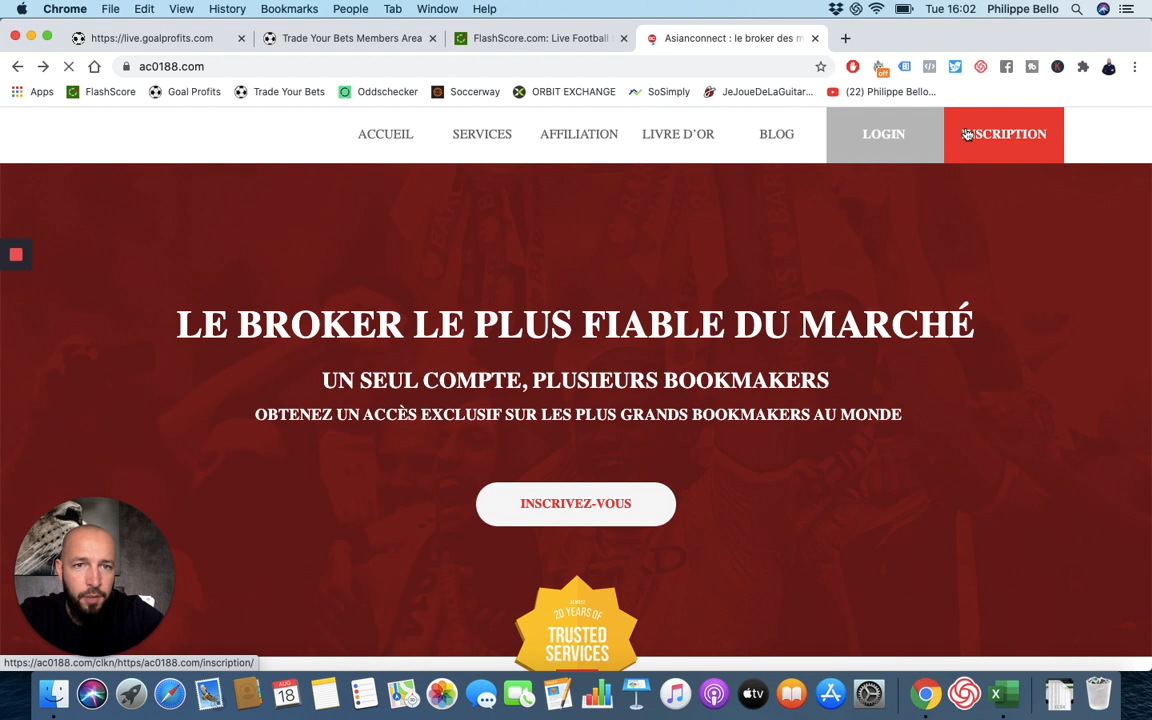 Chrome File Edit View History Bookmarks People Tab Window Help Tue 16:02 Philippe Bello
https://live.goalprofits.com Trade Your Bets Members Area FlashScore.com: Live Football Asianconnect : le broker des m
ac0188.com
off
Apps FlashScore Goal Profits Trade Your Bets Oddschecker Soccerway ORBIT EXCHANGE SoSimply JeJoueDeLaGuitar... (22) Philippe Bello...
ACCUEIL SERVICES AFFILIATION LIVRE D'OR BLOG LOGIN INSCRIPTION
LE BROKER LE PLUS FIABLE DU MARCHÉ
UN SEUL COMPTE, PLUSIEURS BOOKMAKERS
OBTENEZ UN ACCÈS EXCLUSIF SUR LES PLUS GRANDS BOOKMAKERS AU MONDE
INSCRIVEZ-VOUS
ALMOST
20 YEARS OF
TRUSTED
SERVICES
https://ac0188.com/clkn/https/ac0188.com/inscription/
AUG
18
tv